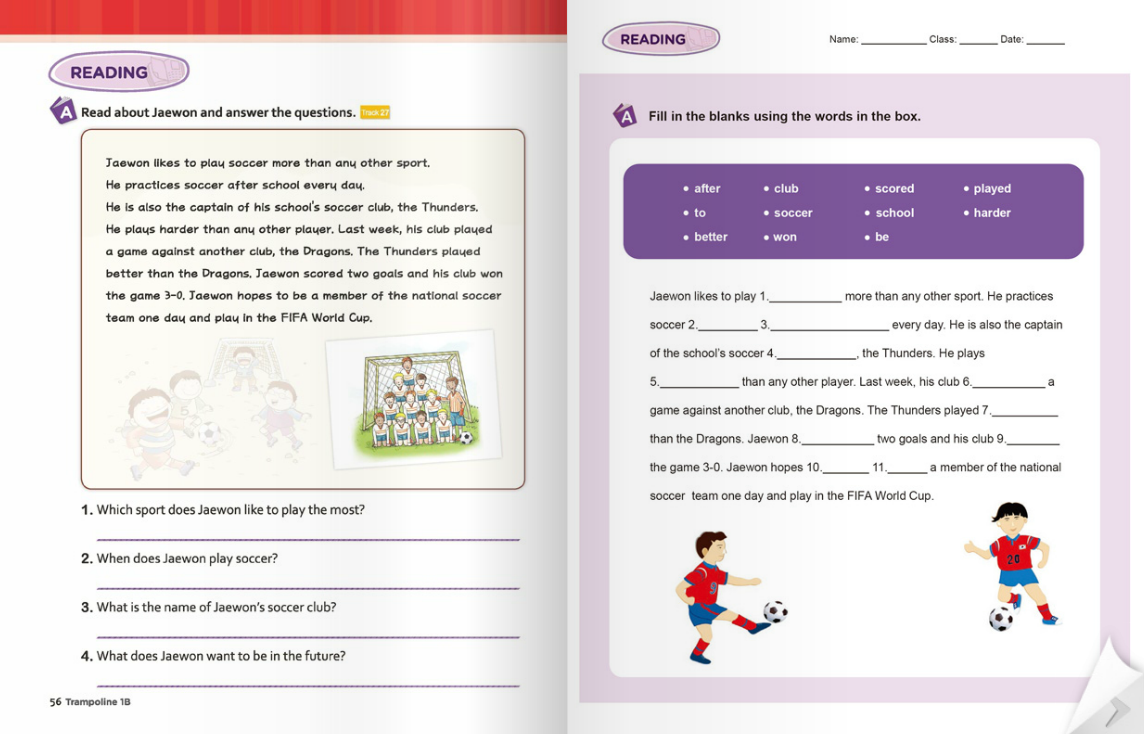 READING
A Read about Jaewon and answer the questions. Track 27
Jaewon likes to play soccer more than any other sport.
He practices soccer after school every day.
He is also the captain of his school's soccer club, the Thunders.
He plays harder than any other player. Last week, his club played
a game against another club, the Dragons. The Thunders played
better than the Dragons. Jaewon scored two goals and his club won
the game 3-0. Jaewon hopes to be a member of the national soccer
team one day and play in the FIFA World Cup.
1. Which sport does Jaewon like to play the most?
2. When does Jaewon play soccer?
3. What is the name of Jaewon's soccer club?
4. What does Jaewon want to be in the future?
56 Trampoline 1B
READING
Name: ____________ Class: _______ Date: _______
A Fill in the blanks using the words in the box.
• after • club • scored • played
• to • soccer • school • harder
• better • won • be
Jaewon likes to play 1.___________ more than any other sport. He practices
soccer 2._________ 3.__________________ every day. He is also the captain
of the school's soccer 4.____________, the Thunders. He plays
5.____________ than any other player. Last week, his club 6.___________ a
game against another club, the Dragons. The Thunders played 7.__________
than the Dragons. Jaewon 8.___________ two goals and his club 9.________
the game 3-0. Jaewon hopes 10._______ 11.______ a member of the national
soccer team one day and play in the FIFA World Cup.
9
20